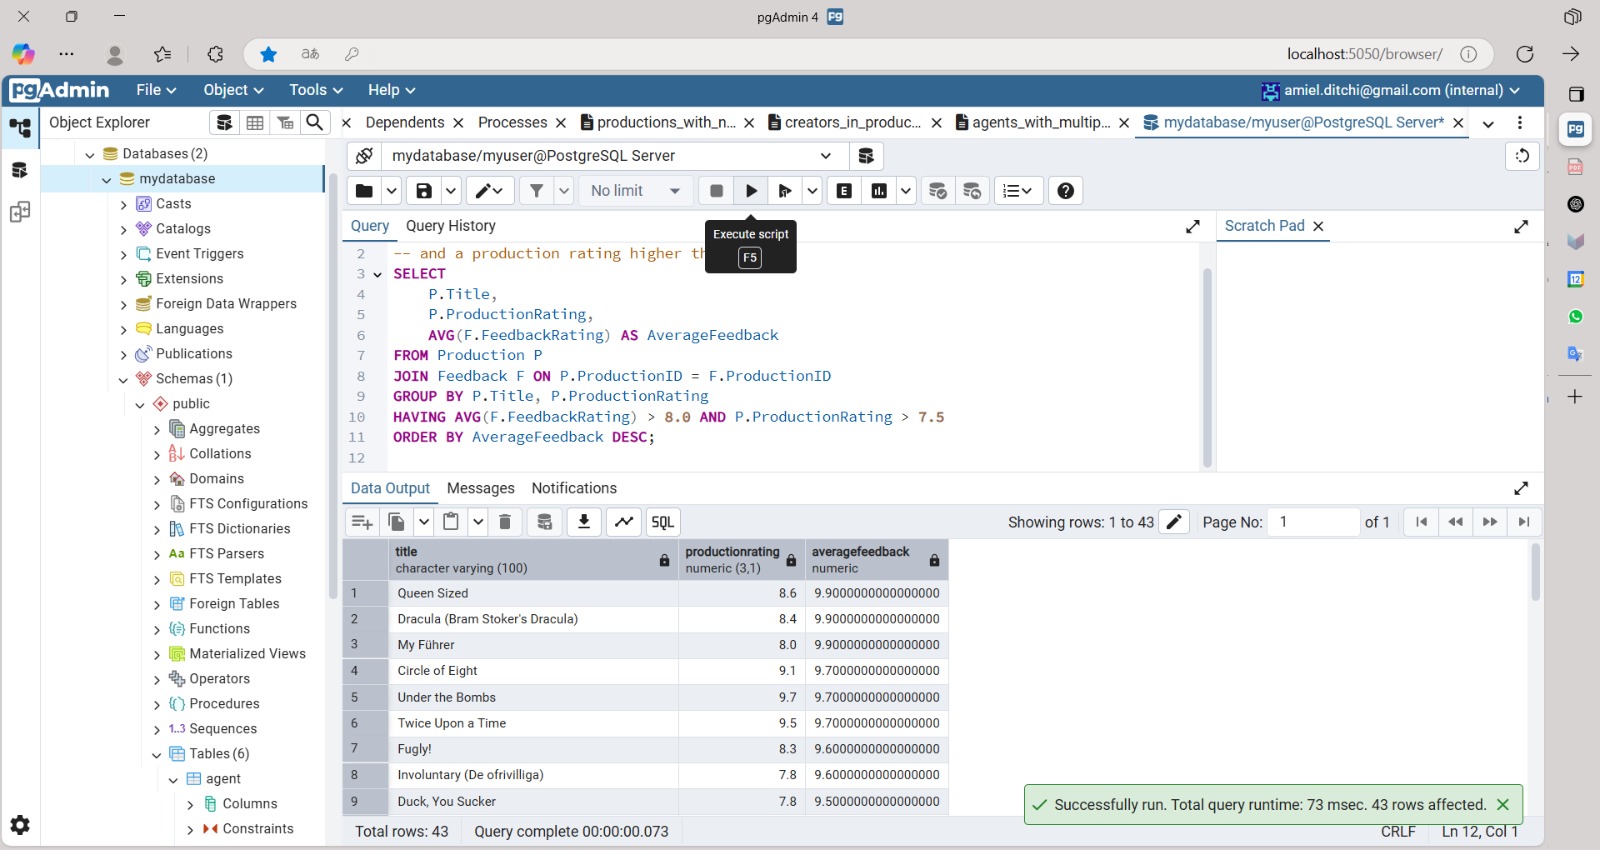 pgAdmin 4 Pg
aあ
localhost:5050/browser/
pgAdmin File Object Tools Help amiel.ditchi@gmail.com (internal)
Object Explorer
Dependents Processes productions_with_n... creators_in_produc... agents_with_multip... mydatabase/myuser@PostgreSQL Server*
Databases (2)
mydatabase
Casts
Catalogs
Event Triggers
Extensions
Foreign Data Wrappers
Languages
Publications
Schemas (1)
public
Aggregates
Collations
Domains
FTS Configurations
FTS Dictionaries
Aa FTS Parsers
FTS Templates
Foreign Tables
Functions
Materialized Views
Operators
Procedures
1..3 Sequences
Tables (6)
agent
Columns
Constraints
mydatabase/myuser@PostgreSQL Server
No limit E
Query Query History
Scratch Pad
Execute script
F5
2 -- and a production rating higher th
3 SELECT
4 P.Title,
5 P.ProductionRating,
6 AVG(F.FeedbackRating) AS AverageFeedback
7 FROM Production P
8 JOIN Feedback F ON P.ProductionID = F.ProductionID
9 GROUP BY P.Title, P.ProductionRating
10 HAVING AVG(F.FeedbackRating) > 8.0 AND P.ProductionRating > 7.5
11 ORDER BY AverageFeedback DESC;
12
Data Output Messages Notifications
SQL Showing rows: 1 to 43 Page No: 1 of 1
title productionrating averagefeedback
character varying (100) numeric (3,1) numeric
1 Queen Sized 8.6 9.9000000000000000
2 Dracula (Bram Stoker's Dracula) 8.4 9.9000000000000000
3 My Führer 8.0 9.9000000000000000
4 Circle of Eight 9.1 9.7000000000000000
5 Under the Bombs 9.7 9.7000000000000000
6 Twice Upon a Time 9.5 9.7000000000000000
7 Fugly! 8.3 9.6000000000000000
8 Involuntary (De ofrivilliga) 7.8 9.6000000000000000
9 Duck, You Sucker 7.8 9.5000000000000000
Successfully run. Total query runtime: 73 msec. 43 rows affected.
Total rows: 43 Query complete 00:00:00.073 CRLF Ln 12, Col 1
Pg
PDF
12